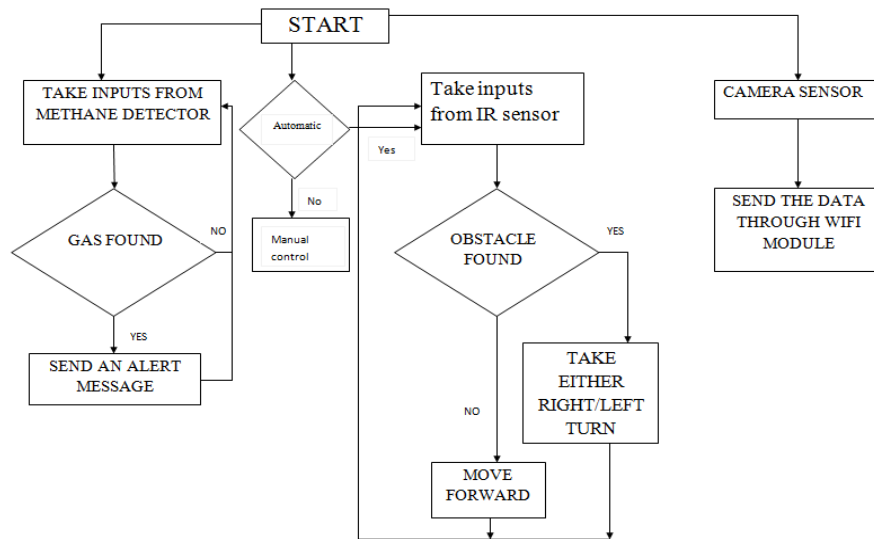 START
TAKE INPUTS FROM
METHANE DETECTOR
GAS FOUND
NO
YES
SEND AN ALERT
MESSAGE
Automatic
Yes
No
Manual
control
Take inputs
from IR sensor
OBSTACLE
FOUND
YES
NO
TAKE
EITHER
RIGHT/LEFT
TURN
MOVE
FORWARD
CAMERA SENSOR
SEND THE DATA
THROUGH WIFI
MODULE